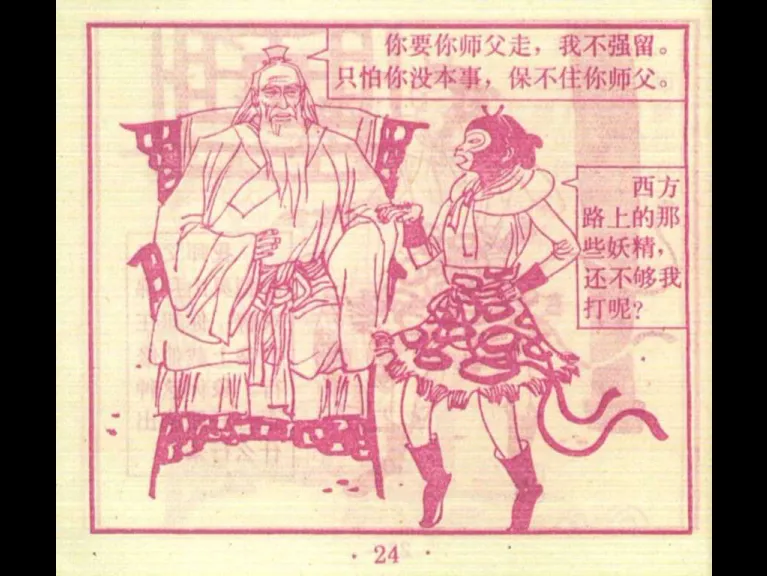 你要你师父走，我不强留。
只怕你没本事，保不住你师父。
西方
路上的那
些妖精，
还不够我
打呢？
· 24 ·